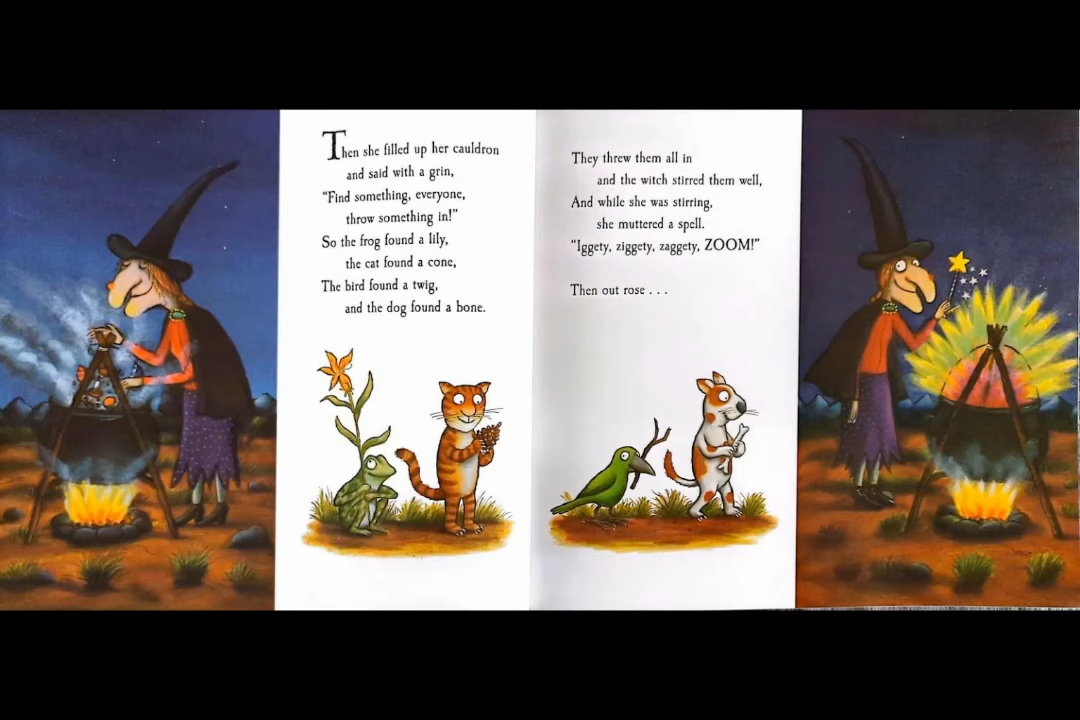 Then she filled up her cauldron
and said with a grin,
“Find something, everyone,
throw something in!”
So the frog found a lily,
the cat found a cone,
The bird found a twig,
and the dog found a bone.
They threw them all in
and the witch stirred them well,
And while she was stirring,
she muttered a spell.
“Iggety, ziggety, zaggety, ZOOM!”
Then out rose . . .